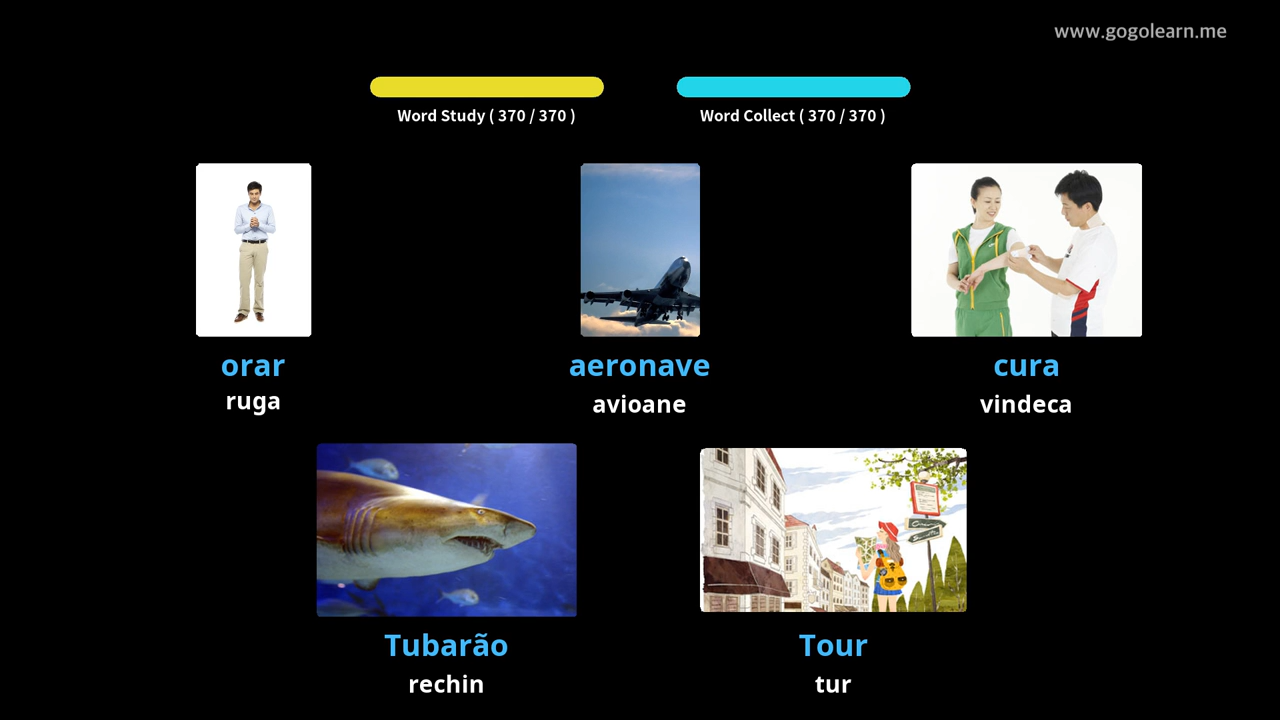 www.gogolearn.me
Word Study ( 370 / 370 )
Word Collect ( 370 / 370 )
orar
ruga
aeronave
avioane
cura
vindeca
Tubarão
rechin
Tour
tur